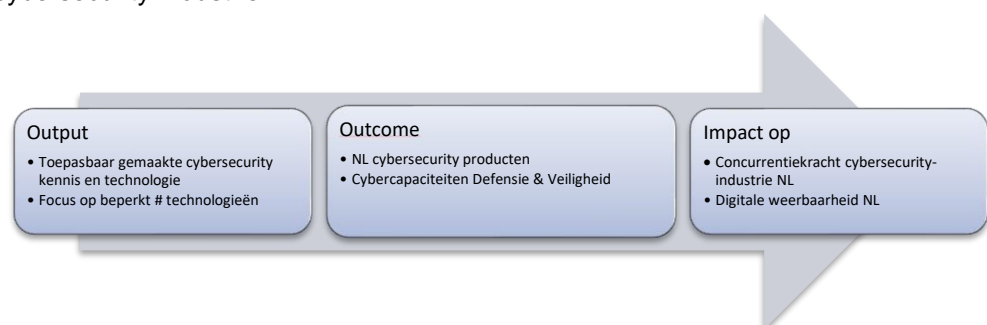 Output
• Toepasbaar gemaakte cybersecurity
kennis en technologie
• Focus op beperkt # technologieën
Outcome
• NL cybersecurity producten
• Cybercapaciteiten Defensie & Veiligheid
Impact op
• Concurrentiekracht cybersecurity-
industrie NL
• Digitale weerbaarheid NL